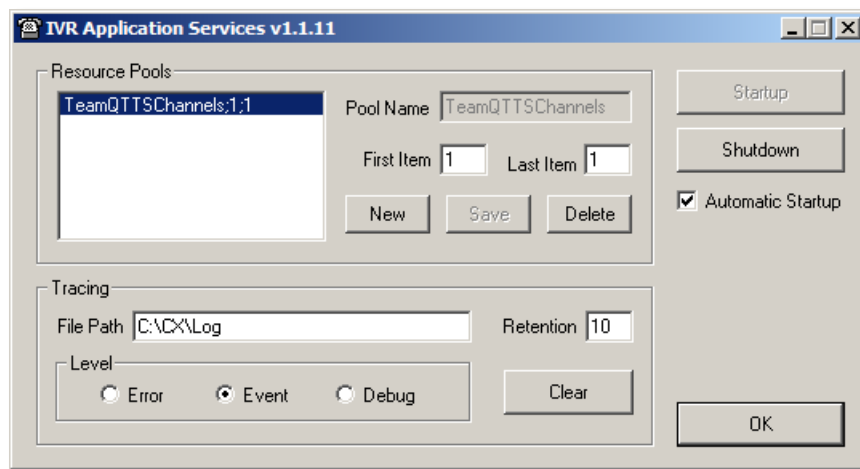 IVR Application Services v1.1.11
Resource Pools
TeamQTTSChannels;1;1
Pool Name TeamQTTSChannels
First Item 1 Last Item 1
New Save Delete
Startup
Shutdown
Automatic Startup
Tracing
File Path C:\CX\Log Retention 10
Level
Error Event Debug
Clear
OK